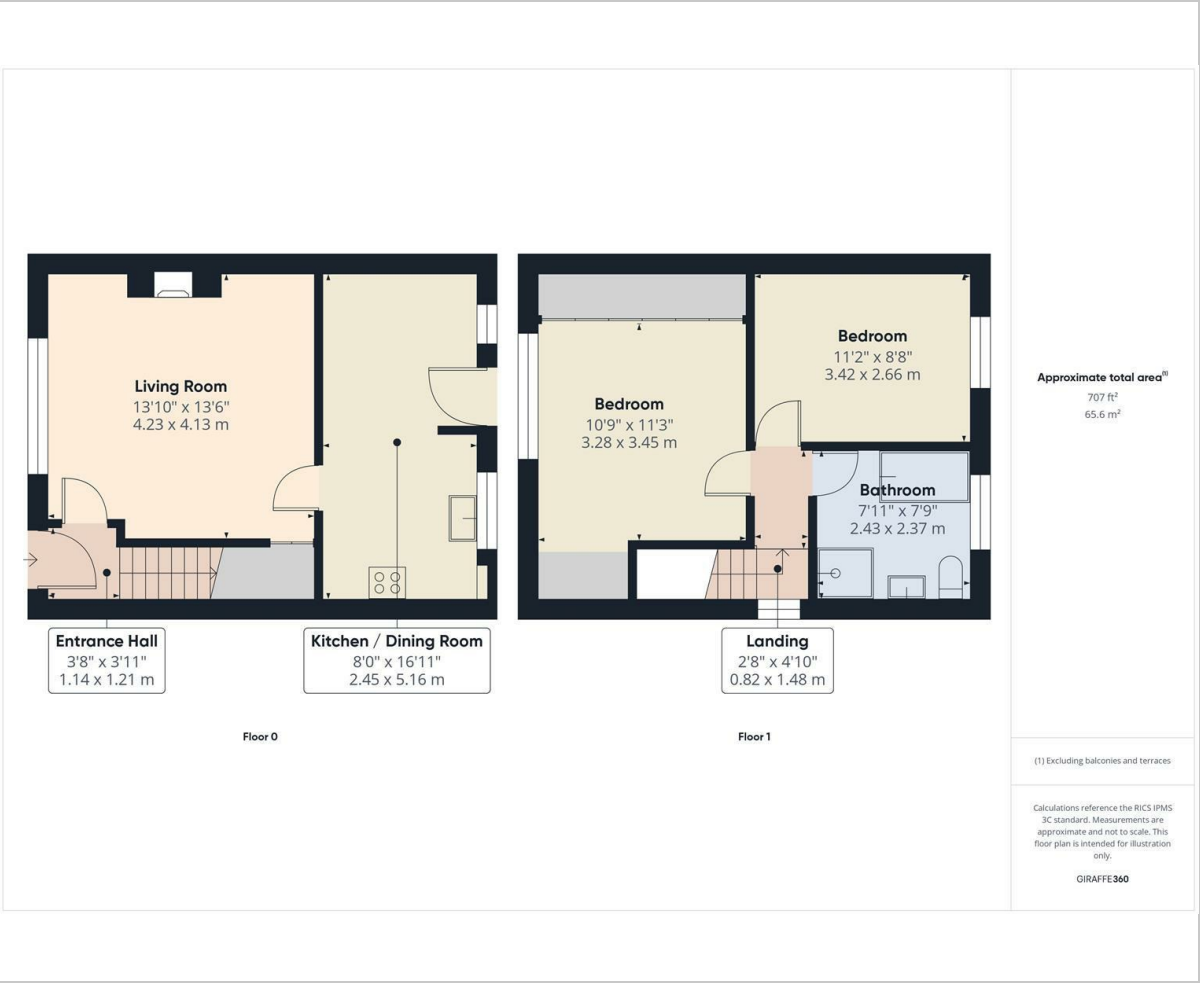 Living Room
13'10" x 13'6"
4.23 x 4.13 m
Entrance Hall
3'8" x 3'11"
1.14 x 1.21 m
Kitchen / Dining Room
8'0" x 16'11"
2.45 x 5.16 m
Floor 0
Bedroom
10'9" x 11'3"
3.28 x 3.45 m
Bedroom
11'2" x 8'8"
3.42 x 2.66 m
Bathroom
7'11" x 7'9"
2.43 x 2.37 m
Landing
2'8" x 4'10"
0.82 x 1.48 m
Floor 1
Approximate total area(1)
707 ft²
65.6 m²
(1) Excluding balconies and terraces
Calculations reference the RICS IPMS
3C standard. Measurements are
approximate and not to scale. This
floor plan is intended for illustration
only.
GIRAFFE360